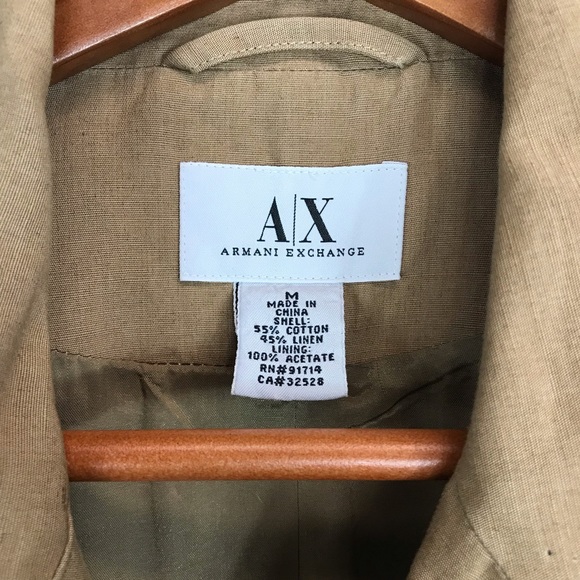 A|X
ARMANI EXCHANGE
M
MADE IN
CHINA
SHELL:
55% COTTON
45% LINEN
LINING:
100% ACETATE
RN#91714
CA#32528